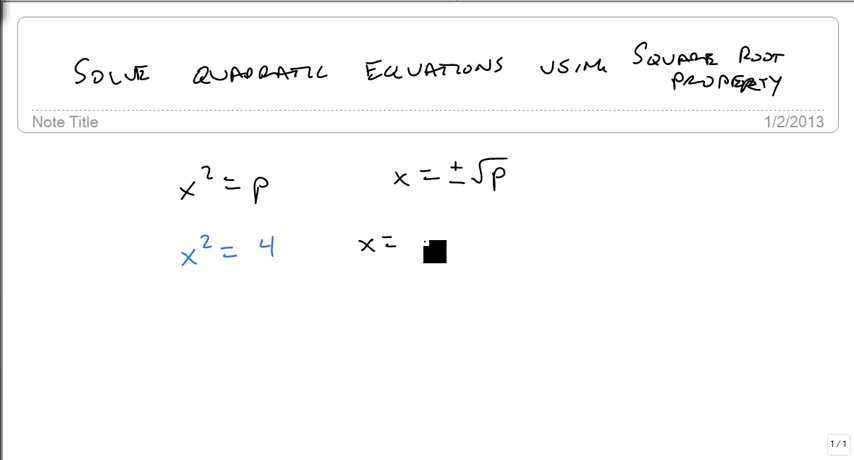 SOLVE QUADRATIC EQUATIONS USING SQUARE ROOT
PROPERTY
Note Title 1/2/2013
x² = p x = ±√p
x² = 4 x =
1 / 1